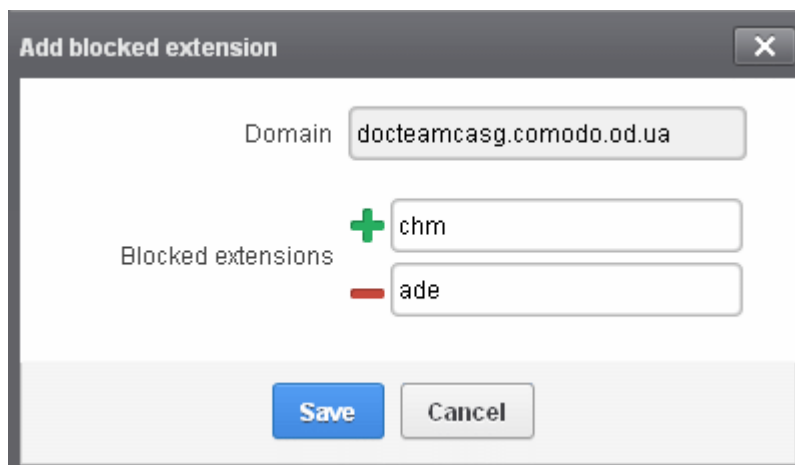 Add blocked extension
Domain
docteamcasg.comodo.od.ua
Blocked extensions
chm
ade
Save
Cancel